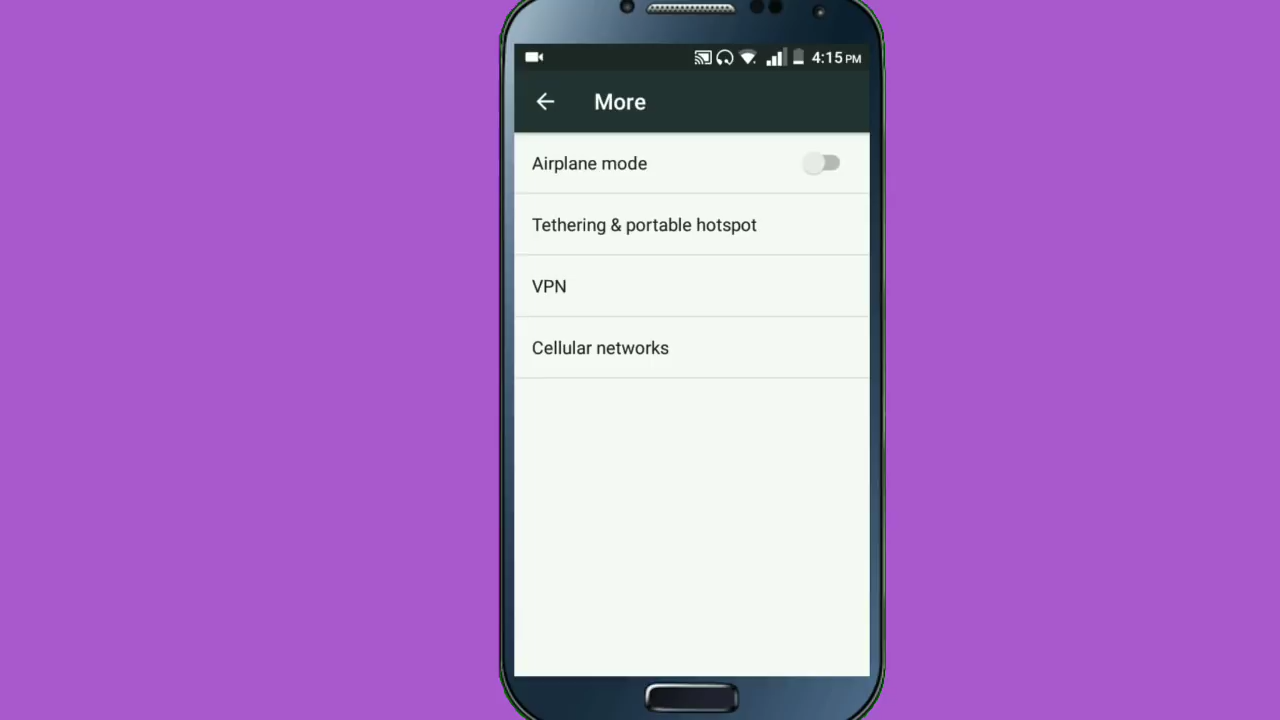 4:15 PM
More
Airplane mode
Tethering & portable hotspot
VPN
Cellular networks